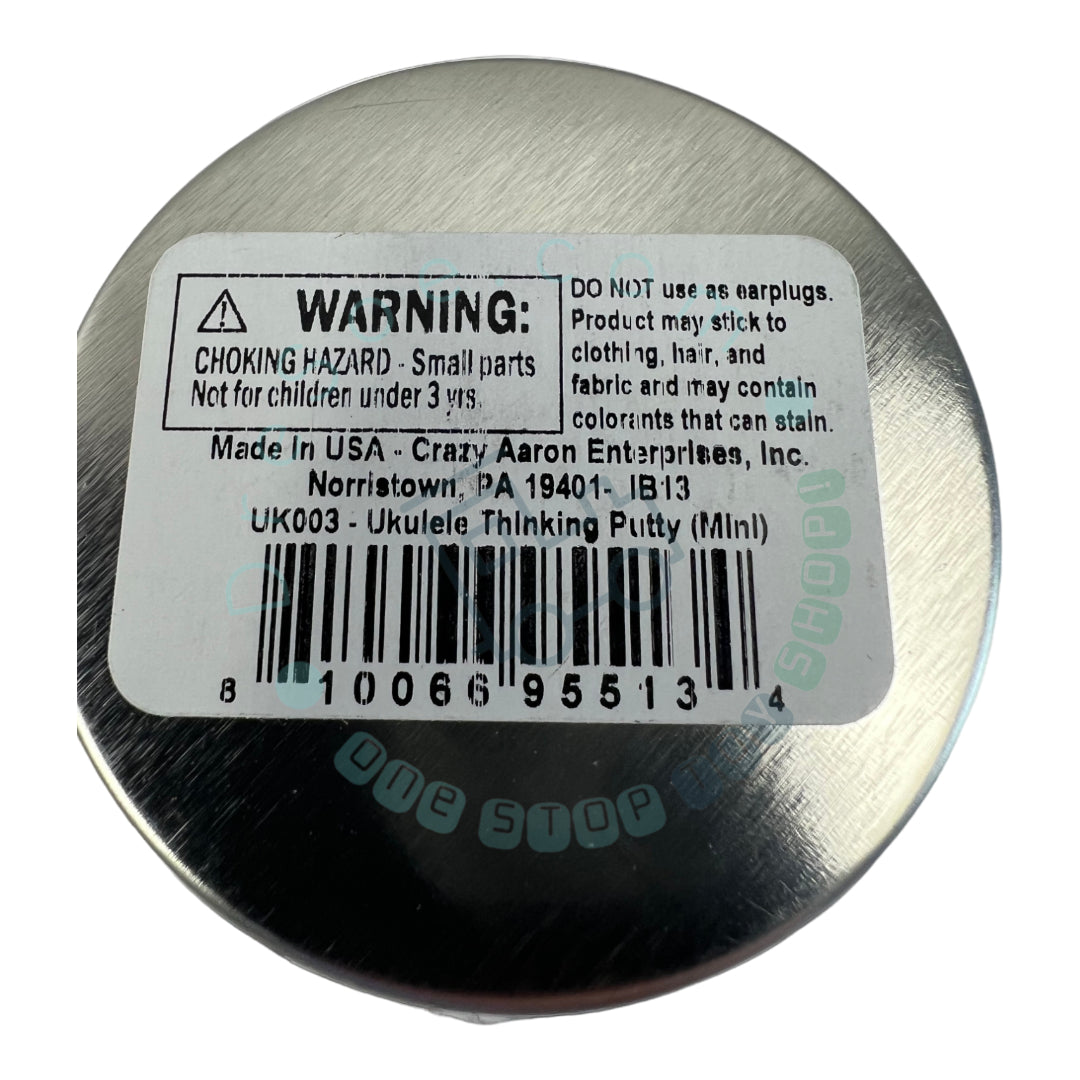 WARNING:
CHOKING HAZARD - Small parts
Not for children under 3 yrs.
DO NOT use as earplugs.
Product may stick to
clothing, hair, and
fabric and may contain
colorants that can stain.
Made In USA - Crazy Aaron Enterprises, Inc.
Norristown, PA 19401- IB13
UK003 - Ukulele Thinking Putty (Mini)
8 10066 95513 4
ONE STOP
SHOP